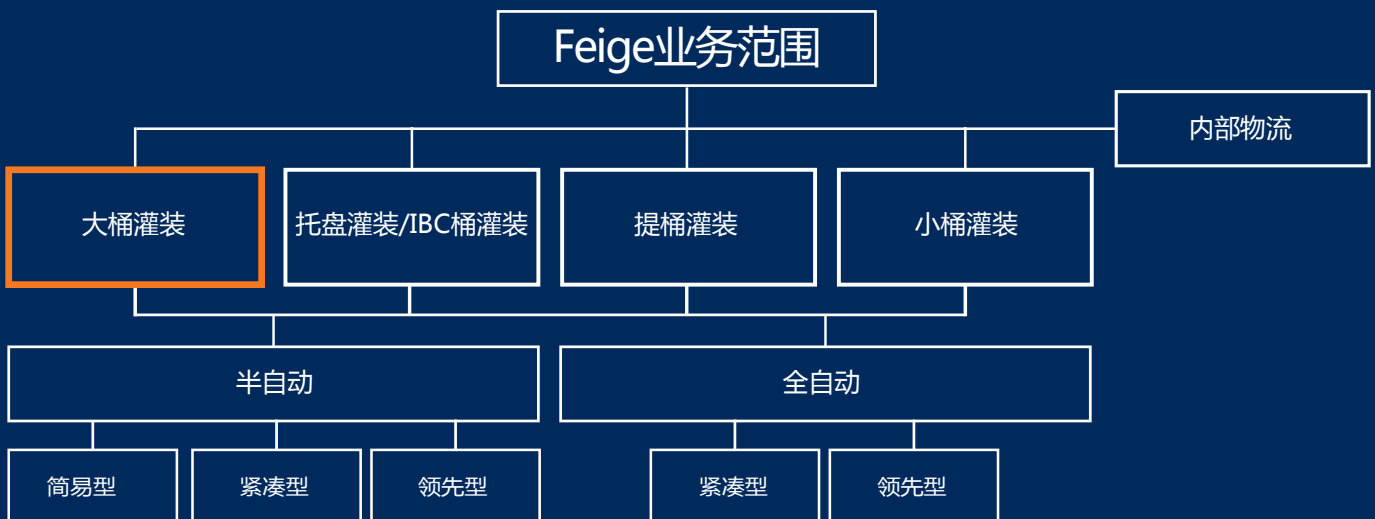 Feige业务范围
内部物流
大桶灌装
托盘灌装/IBC桶灌装
提桶灌装
小桶灌装
半自动
全自动
简易型
紧凑型
领先型
紧凑型
领先型